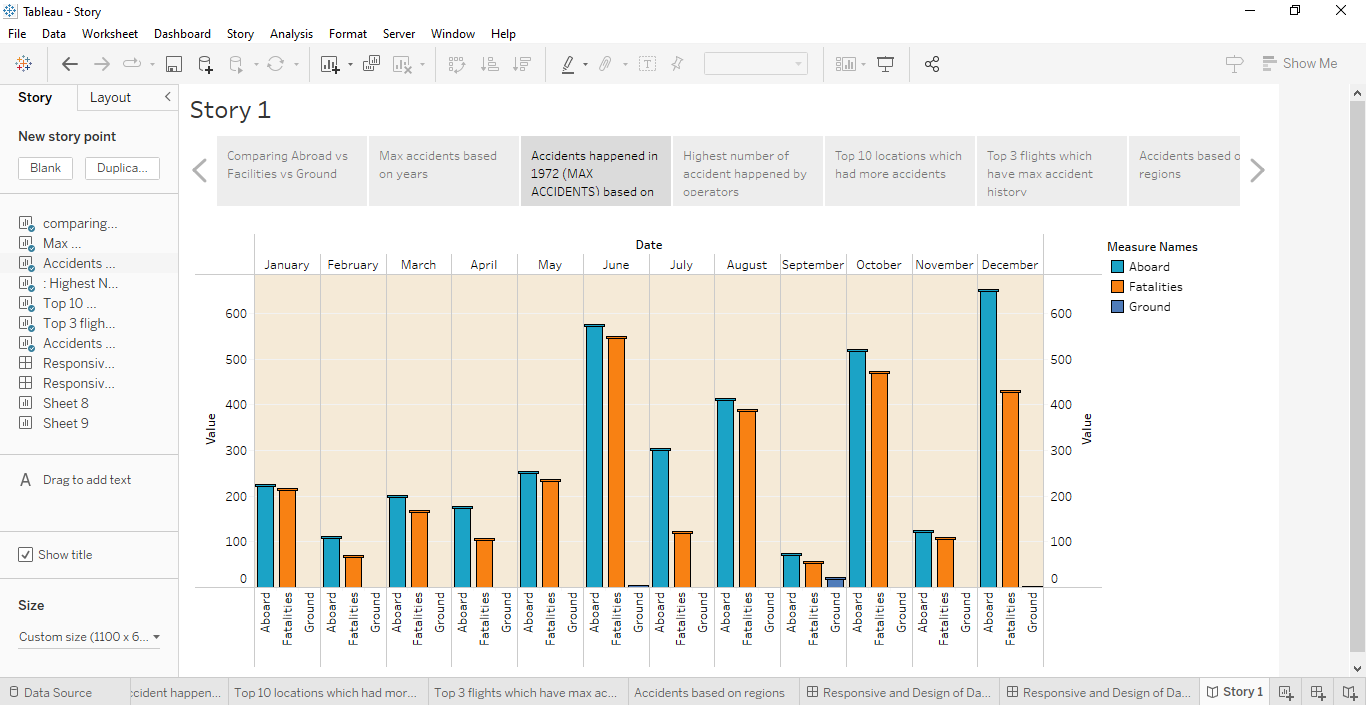 Tableau - Story
File Data Worksheet Dashboard Story Analysis Format Server Window Help
Show Me
Story Layout
New story point
Blank Duplica...
comparing...
Max ...
Accidents ...
: Highest N...
Top 10 ...
Top 3 fligh...
Accidents ...
Responsiv...
Responsiv...
Sheet 8
Sheet 9
A Drag to add text
Show title
Size
Custom size (1100 x 6...
Story 1
Comparing Abroad vs
Facilities vs Ground
Max accidents based
on years
Accidents happened in
1972 (MAX
ACCIDENTS) based on
Highest number of
accident happened by
operators
Top 10 locations which
had more accidents
Top 3 flights which
have max accident
history
Accidents based o
regions
Date
January February March April May June July August September October November December
Value
600
500
400
300
200
100
0
600
500
400
300
200
100
0
Value
Aboard Fatalities Ground Aboard Fatalities Ground Aboard Fatalities Ground Aboard Fatalities Ground Aboard Fatalities Ground Aboard Fatalities Ground Aboard Fatalities Ground Aboard Fatalities Ground Aboard Fatalities Ground Aboard Fatalities Ground Aboard Fatalities Ground Aboard Fatalities Ground
Measure Names
Aboard
Fatalities
Ground
Data Source ccident happen... Top 10 locations which had mor... Top 3 flights which have max ac... Accidents based on regions Responsive and Design of Da... Responsive and Design of Da... Story 1